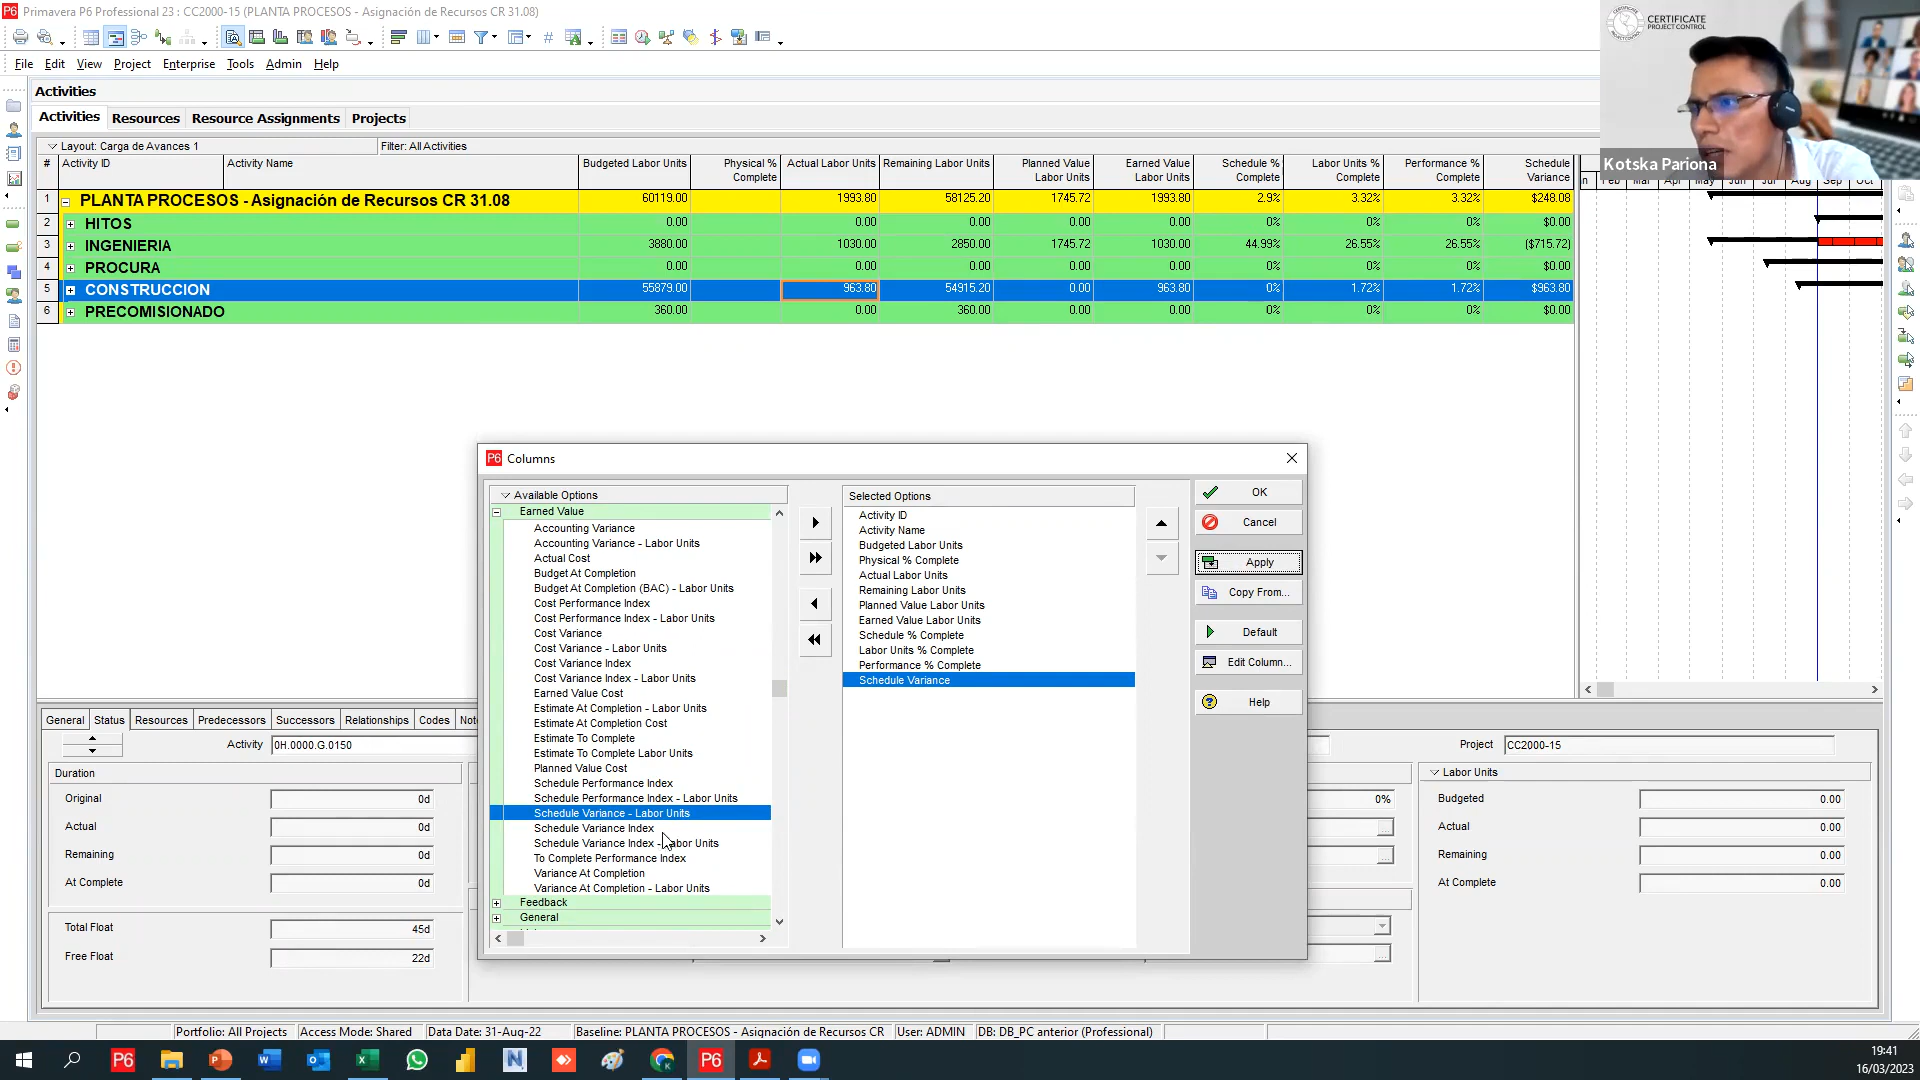 Primavera P6 Professional 23 : CC2000-15 (PLANTA PROCESOS - Asignación de Recursos CR 31.08)
File Edit View Project Enterprise Tools Admin Help
CERTIFICATE
PROJECT CONTROL
Kotska Pariona
Activities
Activities Resources Resource Assignments Projects
Layout: Carga de Avances 1 Filter: All Activities
# Activity ID Activity Name Budgeted Labor Units Physical % Complete Actual Labor Units Remaining Labor Units Planned Value Labor Units Earned Value Labor Units Schedule % Complete Labor Units % Complete Performance % Complete Schedule Variance
1 PLANTA PROCESOS - Asignación de Recursos CR 31.08 60119.00 1993.80 58125.20 1745.72 1993.80 2.9% 3.32% 3.32% $248.08
2 HITOS 0.00 0.00 0.00 0.00 0.00 0% 0% 0% $0.00
3 INGENIERIA 3880.00 1030.00 2850.00 1745.72 1030.00 44.99% 26.55% 26.55% ($715.72)
4 PROCURA 0.00 0.00 0.00 0.00 0.00 0% 0% 0% $0.00
5 CONSTRUCCION 55879.00 963.80 54915.20 0.00 963.80 0% 1.72% 1.72% $963.80
6 PRECOMISIONADO 360.00 0.00 360.00 0.00 0.00 0% 0% 0% $0.00
P6 Columns
Available Options
Earned Value
Accounting Variance
Accounting Variance - Labor Units
Actual Cost
Budget At Completion
Budget At Completion (BAC) - Labor Units
Cost Performance Index
Cost Performance Index - Labor Units
Cost Variance
Cost Variance - Labor Units
Cost Variance Index
Cost Variance Index - Labor Units
Earned Value Cost
Estimate At Completion - Labor Units
Estimate At Completion Cost
Estimate To Complete
Estimate To Complete Labor Units
Planned Value Cost
Schedule Performance Index
Schedule Performance Index - Labor Units
Schedule Variance - Labor Units
Schedule Variance Index
Schedule Variance Index - Labor Units
To Complete Performance Index
Variance At Completion
Variance At Completion - Labor Units
Feedback
General
Selected Options
Activity ID
Activity Name
Budgeted Labor Units
Physical % Complete
Actual Labor Units
Remaining Labor Units
Planned Value Labor Units
Earned Value Labor Units
Schedule % Complete
Labor Units % Complete
Performance % Complete
Schedule Variance
OK
Cancel
Apply
Copy From...
Default
Edit Column...
Help
General Status Resources Predecessors Successors Relationships Codes
Activity 0H.0000.G.0150 Project CC2000-15
Duration
Original 0d
Actual 0d
Remaining 0d
At Complete 0d
Total Float 45d
Free Float 22d
0%
Labor Units
Budgeted 0.00
Actual 0.00
Remaining 0.00
At Complete 0.00
Portfolio: All Projects Access Mode: Shared Data Date: 31-Aug-22 Baseline: PLANTA PROCESOS - Asignación de Recursos CR User: ADMIN DB: DB_PC anterior (Professional)
19:41
16/03/2023